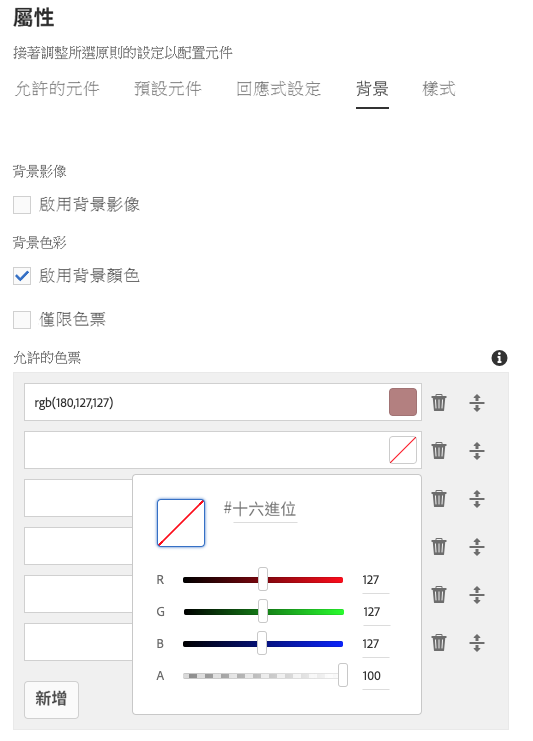 屬性
接著調整所選原則的設定以配置元件
允許的元件 預設元件 回應式設定 背景 樣式
背景影像
啟用背景影像
背景色彩
啟用背景顏色
僅限色票
允許的色票
rgb(180,127,127)
#十六進位
R 127
G 127
B 127
A 100
新增